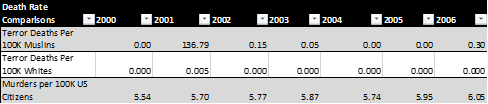 Death Rate
Comparisons 2000 2001 2002 2003 2004 2005 2006
Terror Deaths Per
100K Muslims 0.00 136.79 0.15 0.05 0.00 0.00 0.30
Terror Deaths Per
100K Whites 0.000 0.005 0.000 0.000 0.000 0.000 0.000
Murders per 100K US
Citizens 5.54 5.70 5.77 5.87 5.74 5.95 6.05